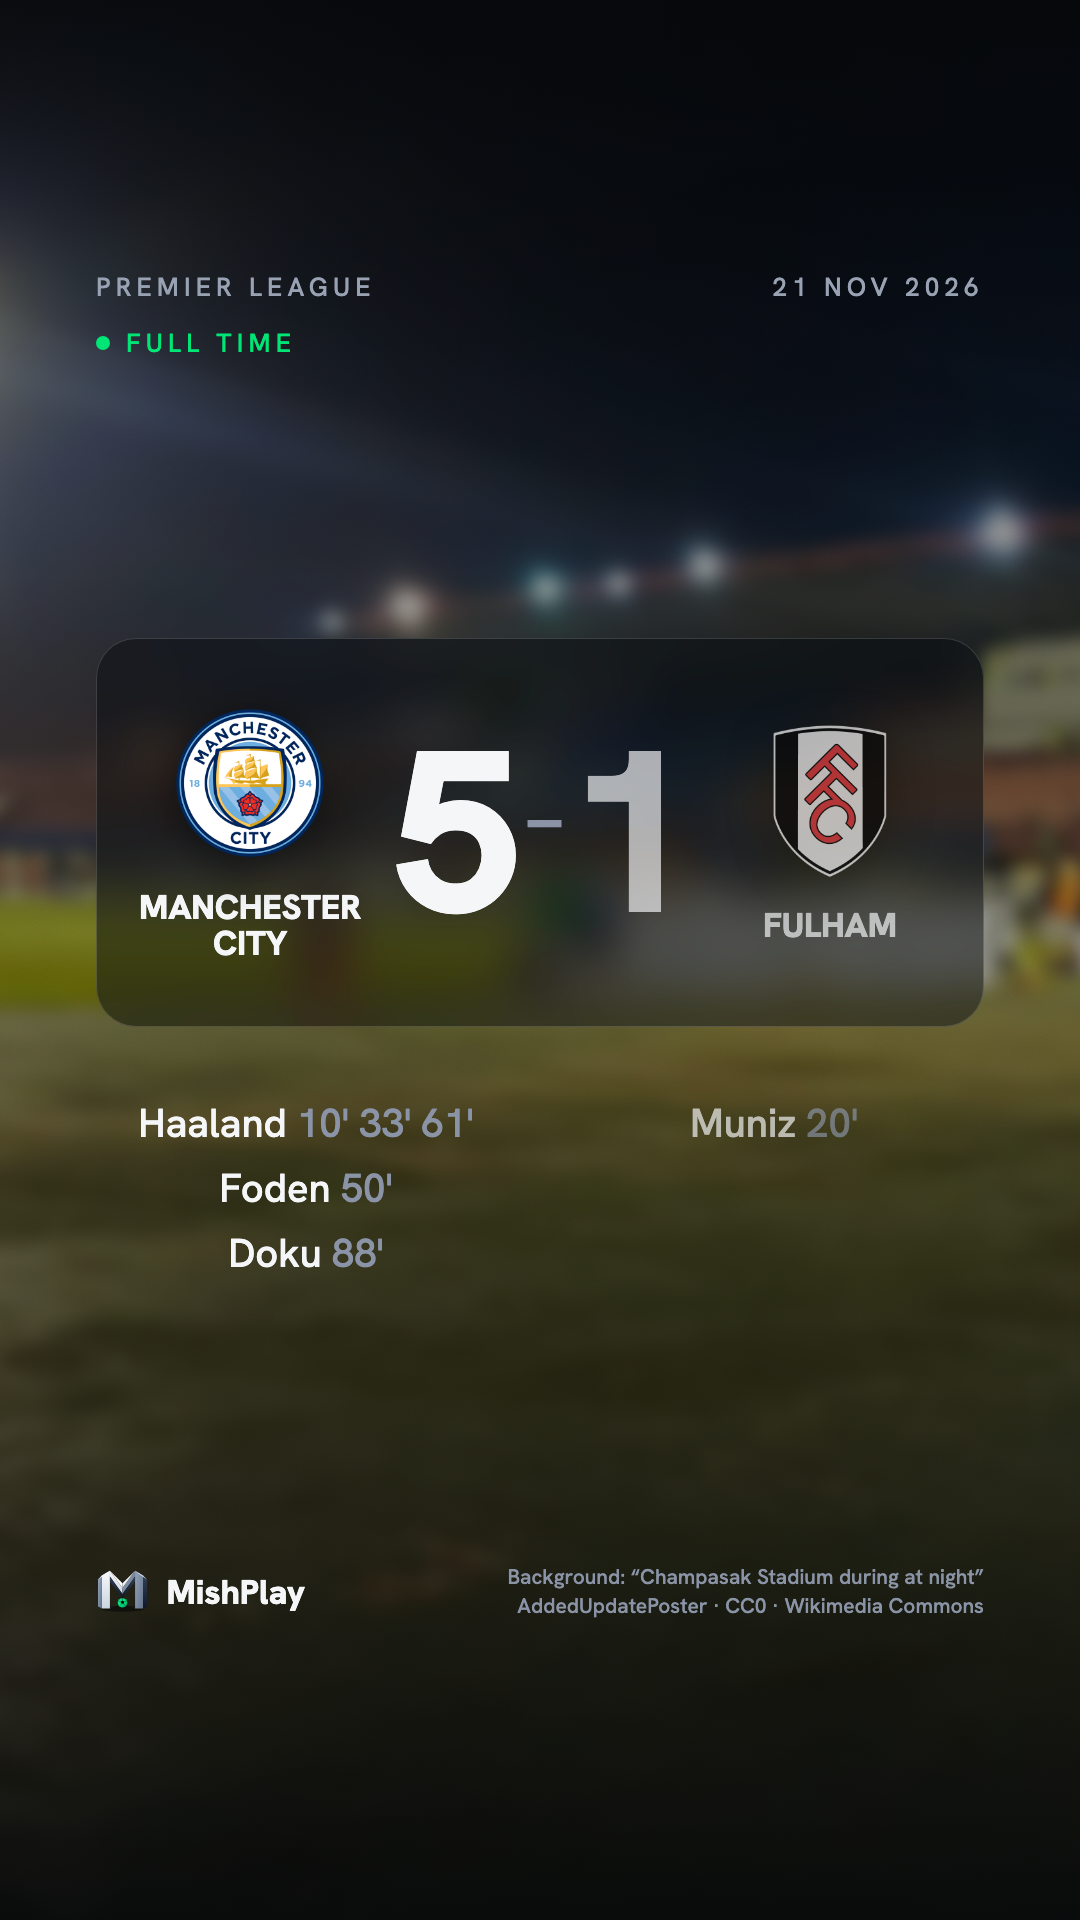 PREMIER LEAGUE
21 NOV 2026
FULL TIME
MANCHESTER
18 94
CITY
5-1
FFC
MANCHESTER
CITY
FULHAM
Haaland 10' 33' 61'
Muniz 20'
Foden 50'
Doku 88'
M MishPlay
Background: “Champasak Stadium during at night”
AddedUpdatePoster · CC0 · Wikimedia Commons